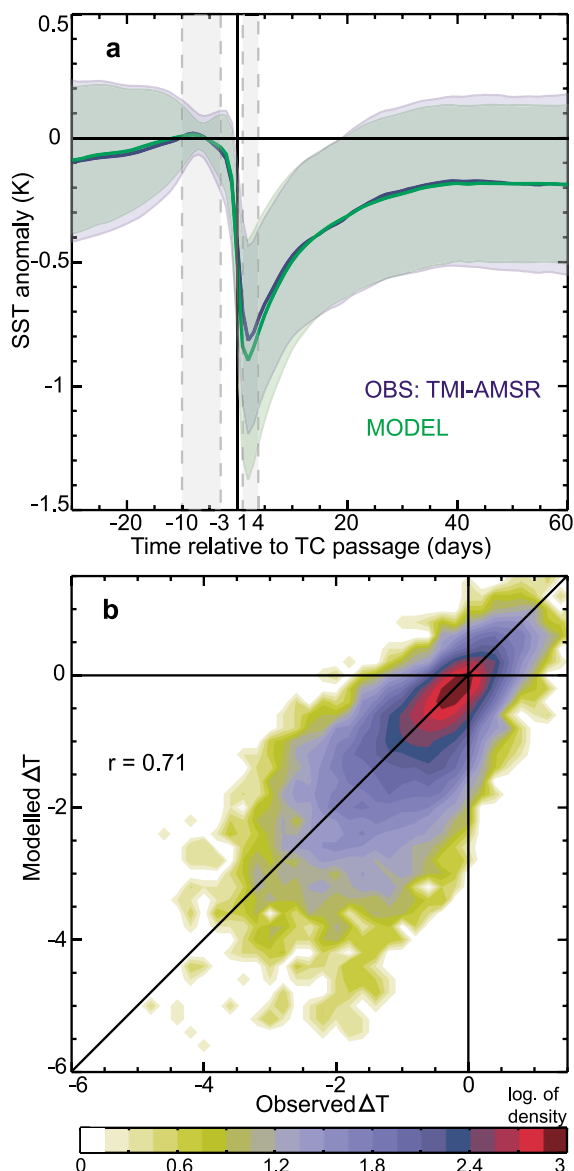 a
0.5
0
-0.5
-1
-1.5
SST anomaly (K)
OBS: TMI-AMSR
MODEL
-20 -10 -3 1 4 20 40 60
Time relative to TC passage (days)
b
0
-2
-4
-6
Modelled ΔT
r = 0.71
-6 -4 -2 0
Observed ΔT
log. of
density
0 0.6 1.2 1.8 2.4 3